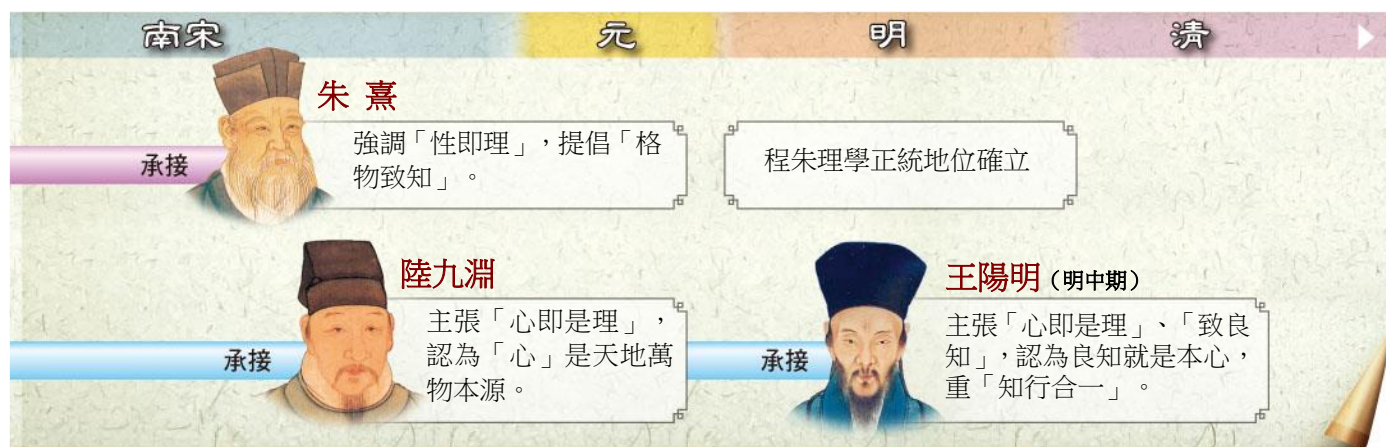 南宋
元
明
清
朱 熹
承接
強調「性即理」，提倡「格
物致知」。
程朱理學正統地位確立
陸九淵
承接
主張「心即是理」，
認為「心」是天地萬
物本源。
王陽明（明中期）
承接
主張「心即是理」、「致良
知」，認為良知就是本心，
重「知行合一」。